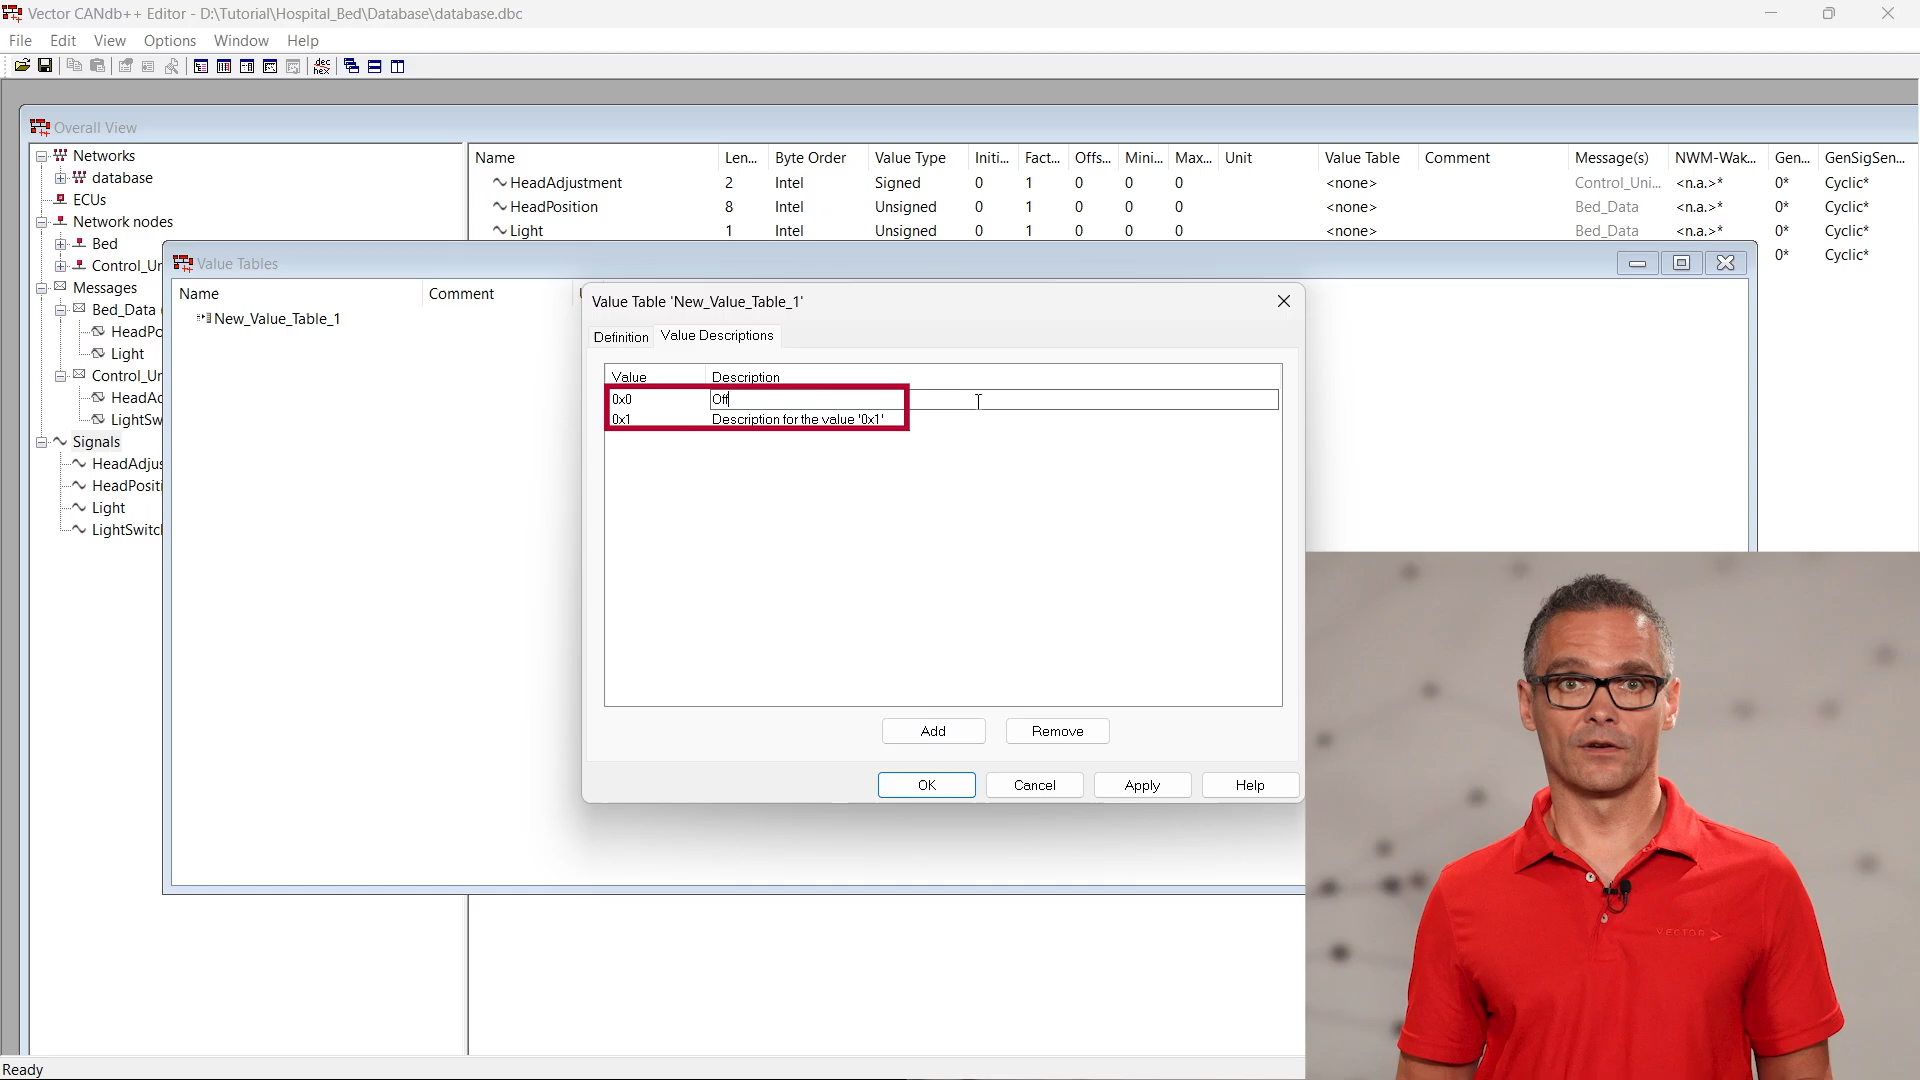 Vector CANdb++ Editor - D:\Tutorial\Hospital_Bed\Database\database.dbc
File Edit View Options Window Help
dec
hex
Overall View
Networks
database
ECUs
Network nodes
Bed
Control_Ur
Messages
Bed_Data
HeadPo
Light
Control_Ur
HeadAc
LightSw
Signals
HeadAdjus
HeadPositi
Light
LightSwitcl
Name Len... Byte Order Value Type Initi... Fact... Offs... Mini... Max... Unit Value Table Comment Message(s) NWM-Wak... Gen... GenSigSen...
HeadAdjustment 2 Intel Signed 0 1 0 0 0 <none> Control_Uni... <n.a.>* 0* Cyclic*
HeadPosition 8 Intel Unsigned 0 1 0 0 0 <none> Bed_Data <n.a.>* 0* Cyclic*
Light 1 Intel Unsigned 0 1 0 0 0 <none> Bed_Data <n.a.>* 0* Cyclic*
0* Cyclic*
Value Tables
Name Comment
New_Value_Table_1
Value Table 'New_Value_Table_1'
Definition Value Descriptions
Value Description
0x0 Off
0x1 Description for the value '0x1'
Add Remove
OK Cancel Apply Help
VECTOR
Ready